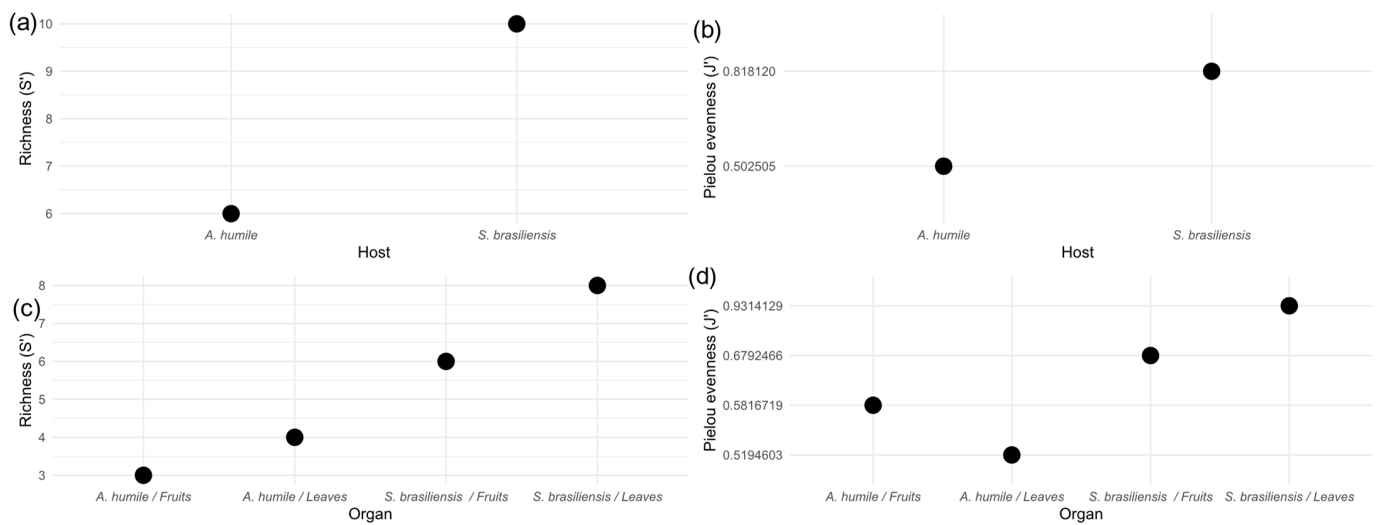 (a)
10
9
8
7
6
Richness (S')
A. humile
S. brasiliensis
Host
(b)
0.818120
0.502505
Pielou evenness (J')
A. humile
S. brasiliensis
Host
(c)
8
7
6
5
4
3
Richness (S')
A. humile / Fruits
A. humile / Leaves
S. brasiliensis / Fruits
S. brasiliensis / Leaves
Organ
(d)
0.9314129
0.6792466
0.5816719
0.5194603
Pielou evenness (J')
A. humile / Fruits
A. humile / Leaves
S. brasiliensis / Fruits
S. brasiliensis / Leaves
Organ